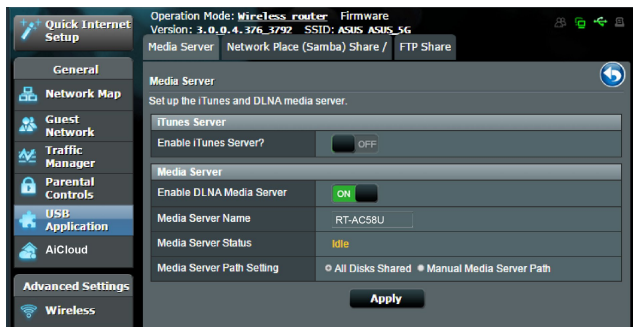 Quick Internet
Setup
General
Network Map
Guest
Network
Traffic
Manager
Parental
Controls
USB
Application
AiCloud
Advanced Settings
Wireless
Operation Mode: Wireless router Firmware
Version: 3.0.0.4.376_3792 SSID: ASUS ASUS_5G
Media Server Network Place (Samba) Share / FTP Share
Media Server
Set up the iTunes and DLNA media server.
iTunes Server
Enable iTunes Server? OFF
Media Server
Enable DLNA Media Server ON
Media Server Name RT-AC58U
Media Server Status Idle
Media Server Path Setting All Disks Shared Manual Media Server Path
Apply